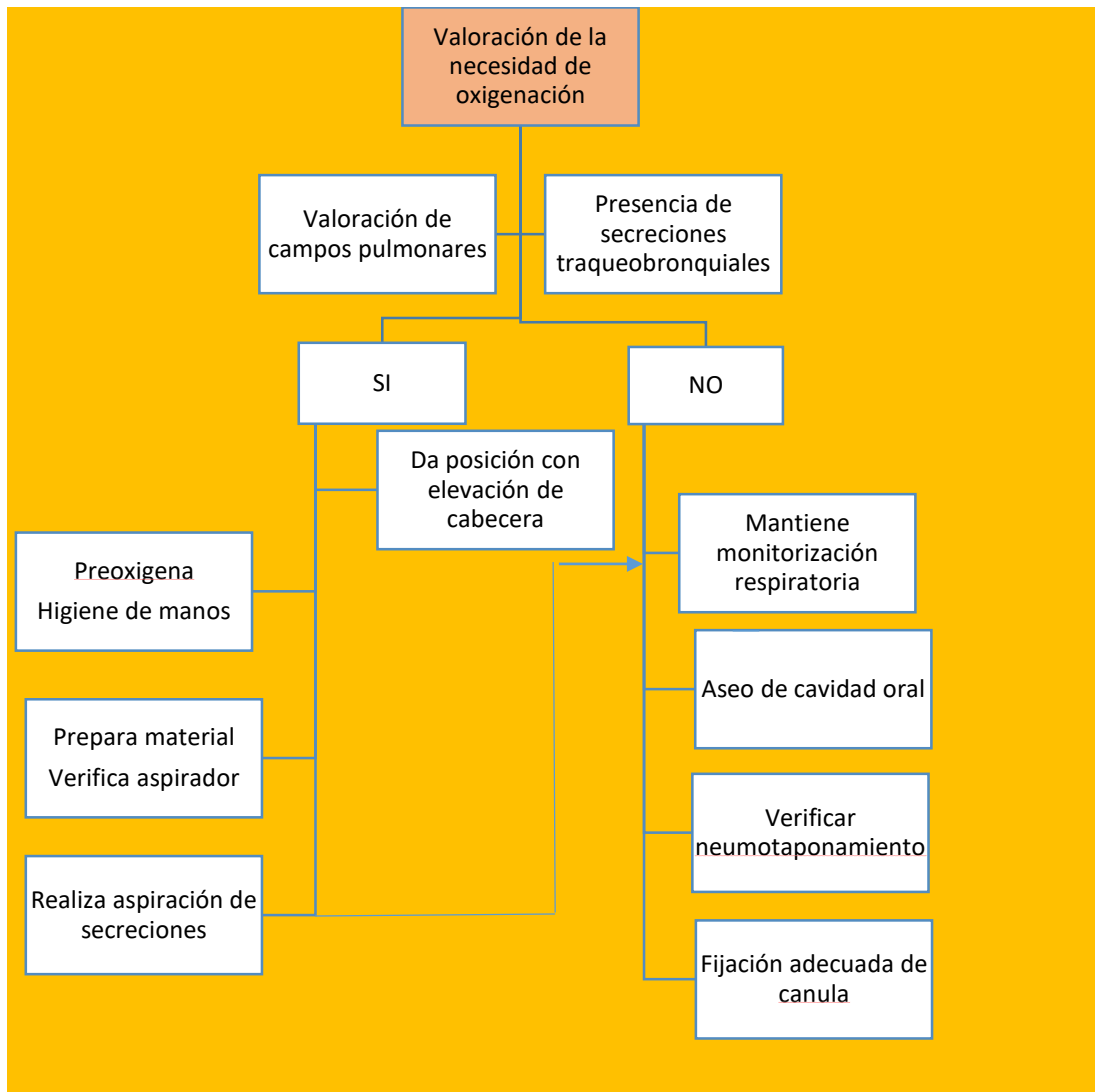 Valoración de la
necesidad de
oxigenación
Valoración de
campos pulmonares
Presencia de
secreciones
traqueobronquiales
SI
NO
Da posición con
elevación de
cabecera
Preoxigena
Higiene de manos
Prepara material
Verifica aspirador
Realiza aspiración de
secreciones
Mantiene
monitorización
respiratoria
Aseo de cavidad oral
Verificar
neumotaponamiento
Fijación adecuada de
canula